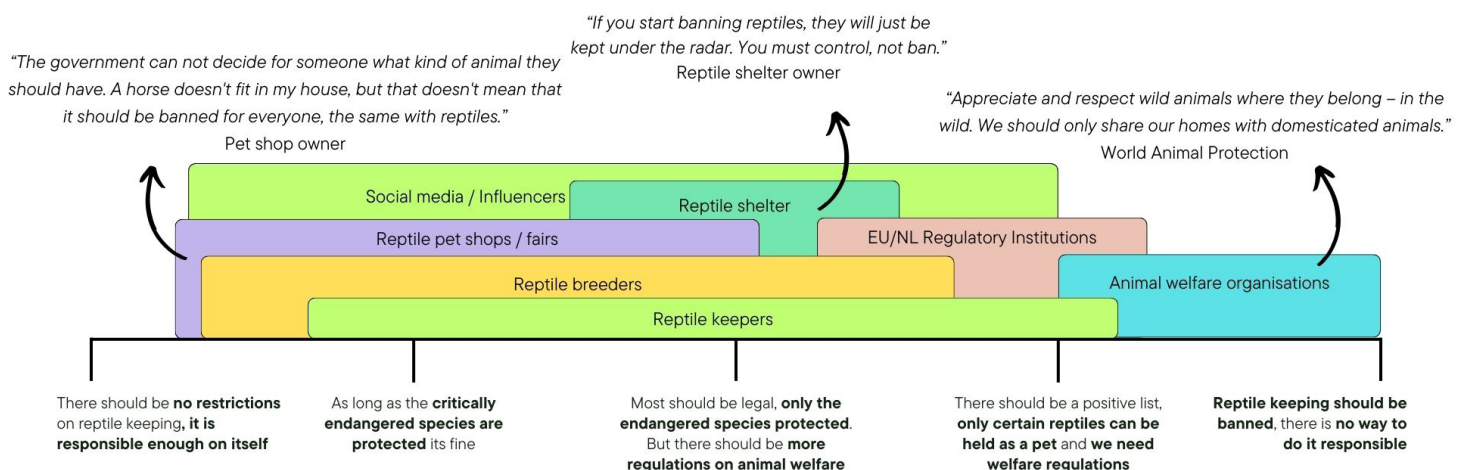 “If you start banning reptiles, they will just be
kept under the radar. You must control, not ban.”
Reptile shelter owner
“The government can not decide for someone what kind of animal they
should have. A horse doesn't fit in my house, but that doesn't mean that
it should be banned for everyone, the same with reptiles.”
Pet shop owner
“Appreciate and respect wild animals where they belong – in the
wild. We should only share our homes with domesticated animals.”
World Animal Protection
Social media / Influencers
Reptile shelter
Reptile pet shops / fairs
EU/NL Regulatory Institutions
Reptile breeders
Animal welfare organisations
Reptile keepers
There should be no restrictions
on reptile keeping, it is
responsible enough on itself
As long as the critically
endangered species are
protected its fine
Most should be legal, only the
endangered species protected.
But there should be more
regulations on animal welfare
There should be a positive list,
only certain reptiles can be
held as a pet and we need
welfare regulations
Reptile keeping should be
banned, there is no way to
do it responsible